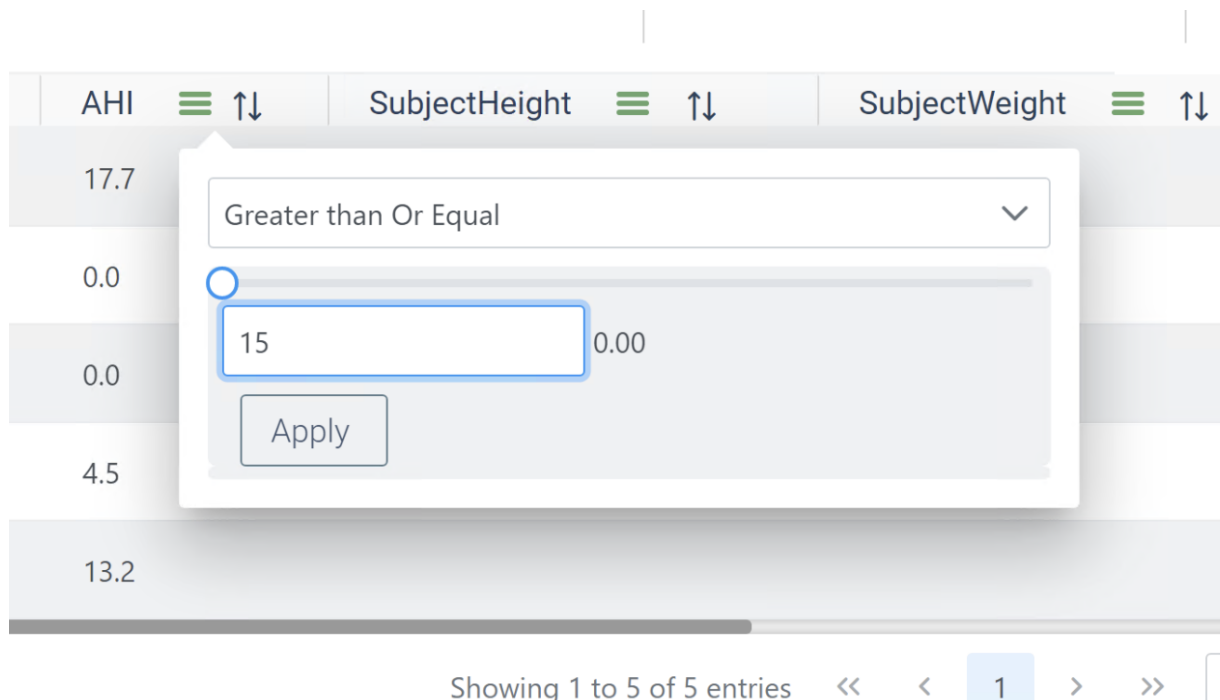 AHI SubjectHeight SubjectWeight
17.7
Greater than Or Equal
0.0
15 0.00
0.0
Apply
4.5
13.2
Showing 1 to 5 of 5 entries << < 1 > >>